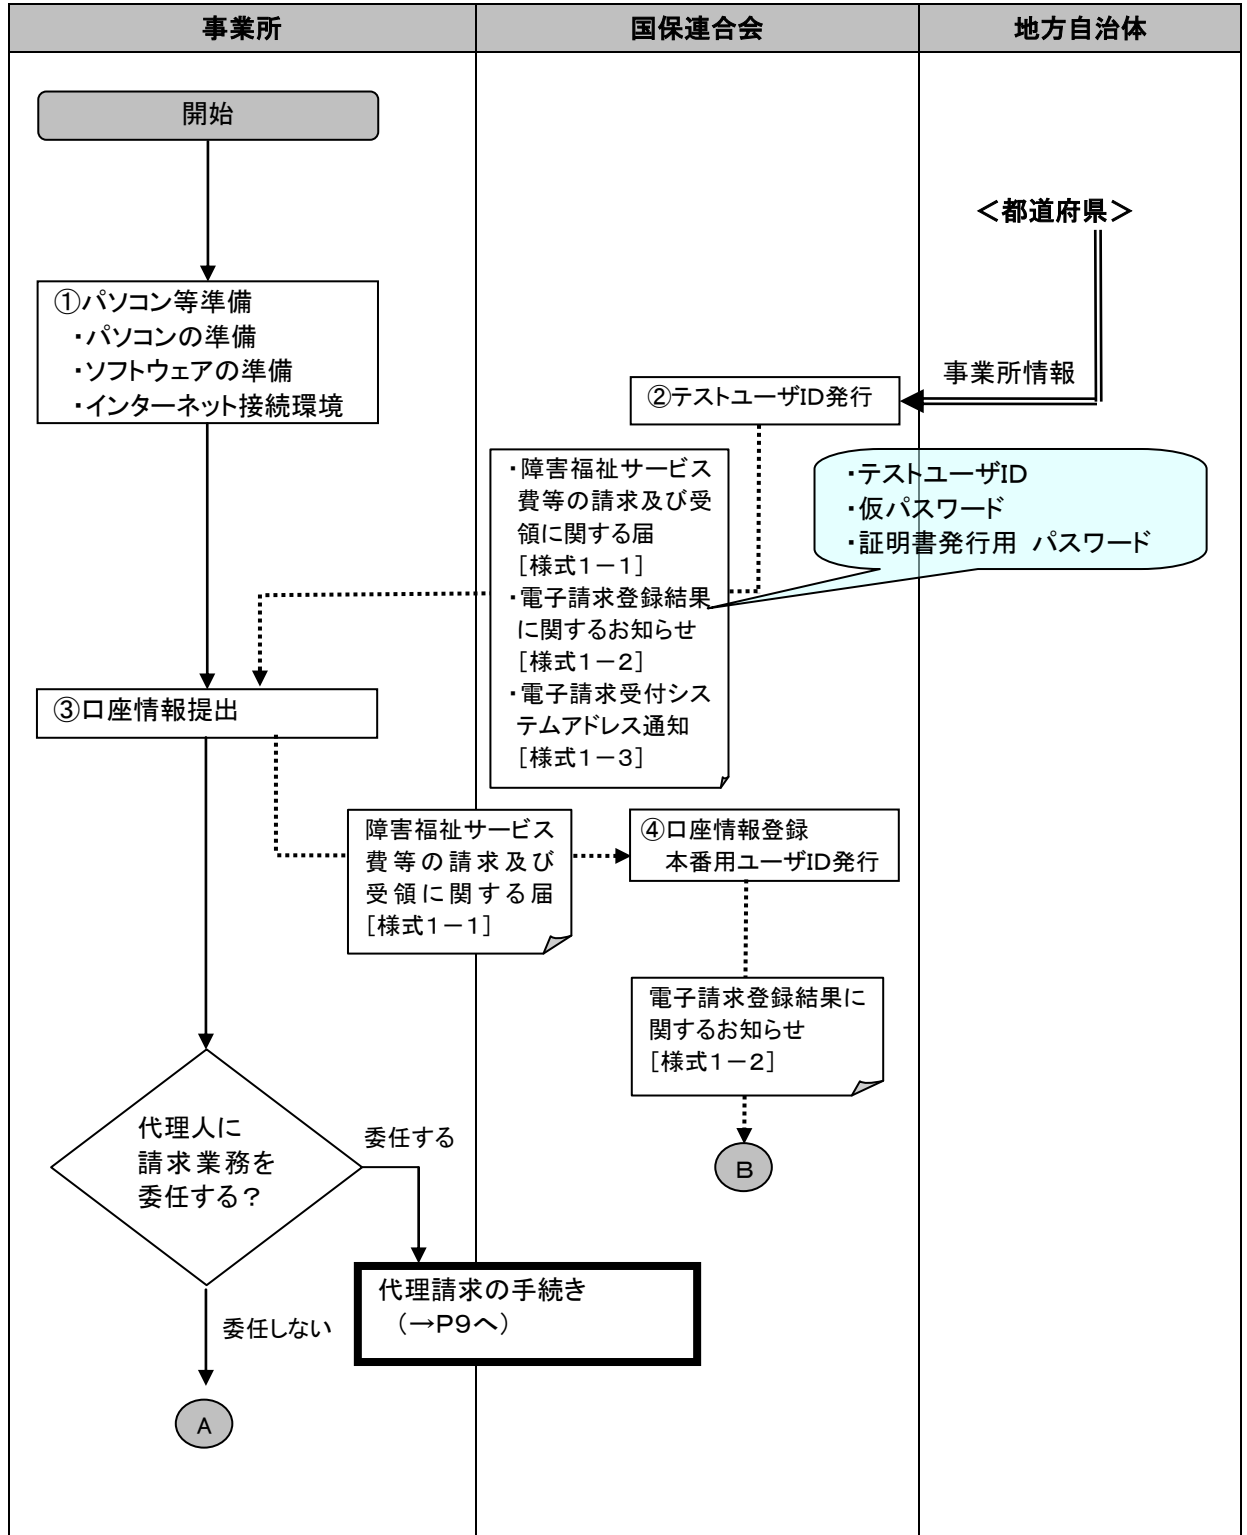 事業所
国保連合会
地方自治体
開始
＜都道府県＞
①パソコン等準備
・パソコンの準備
・ソフトウェアの準備
・インターネット接続環境
事業所情報
②テストユーザID発行
・障害福祉サービス
費等の請求及び受
領に関する届
[様式1－1]
・電子請求登録結果
に関するお知らせ
[様式1－2]
・電子請求受付シス
テムアドレス通知
[様式1－3]
・テストユーザID
・仮パスワード
・証明書発行用 パスワード
③口座情報提出
障害福祉サービス
費等の請求及び
受領に関する届
[様式1－1]
④口座情報登録
本番用ユーザID発行
電子請求登録結果に
関するお知らせ
[様式1－2]
B
代理人に
請求業務を
委任する？
委任する
代理請求の手続き
（→P9へ）
委任しない
A